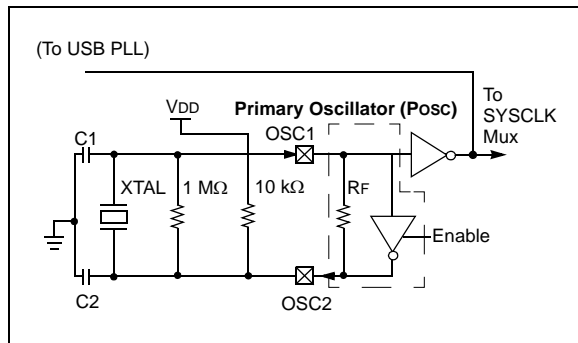 (To USB PLL)
VDD
Primary Oscillator (POSC)
To
SYSCLK
Mux
C1
OSC1
XTAL
1 MΩ
10 kΩ
RF
Enable
C2
OSC2